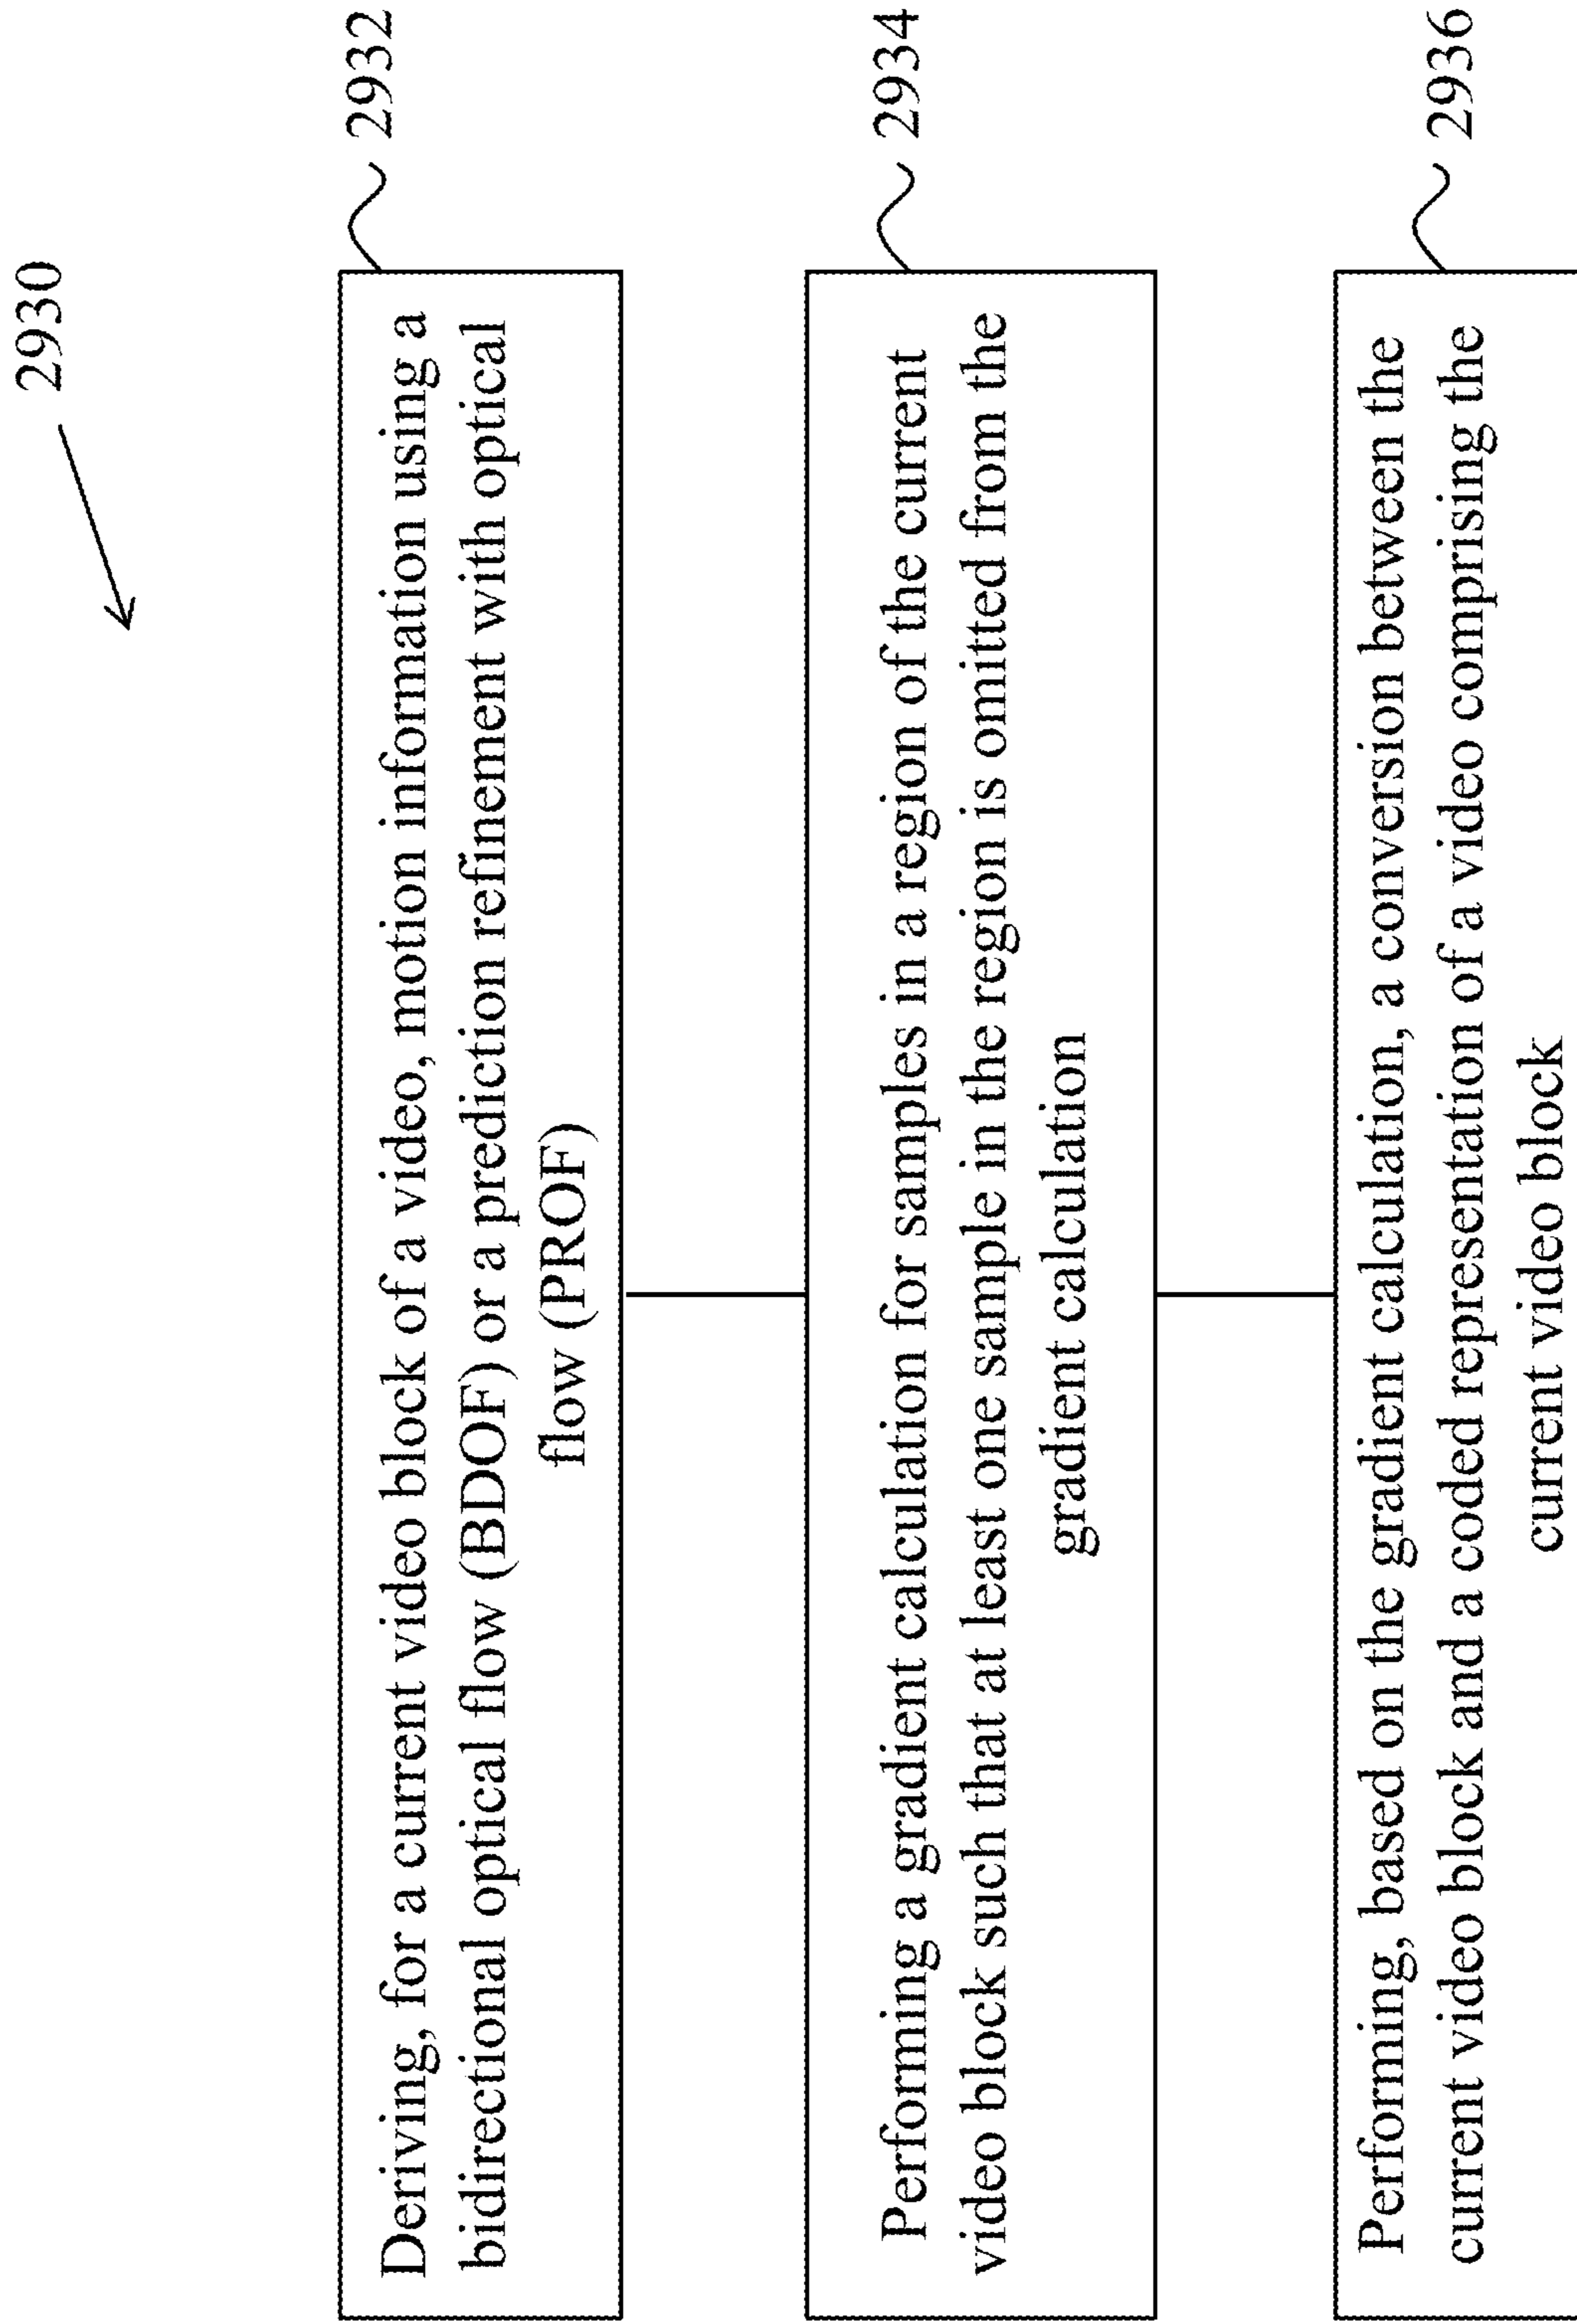 2930
Deriving, for a current video block of a video, motion information using a
bidirectional optical flow (BDOF) or a prediction refinement with optical
flow (PROF)
2932
Performing a gradient calculation for samples in a region of the current
video block such that at least one sample in the region is omitted from the
gradient calculation
2934
Performing, based on the gradient calculation, a conversion between the
current video block and a coded representation of a video comprising the
current video block
2936